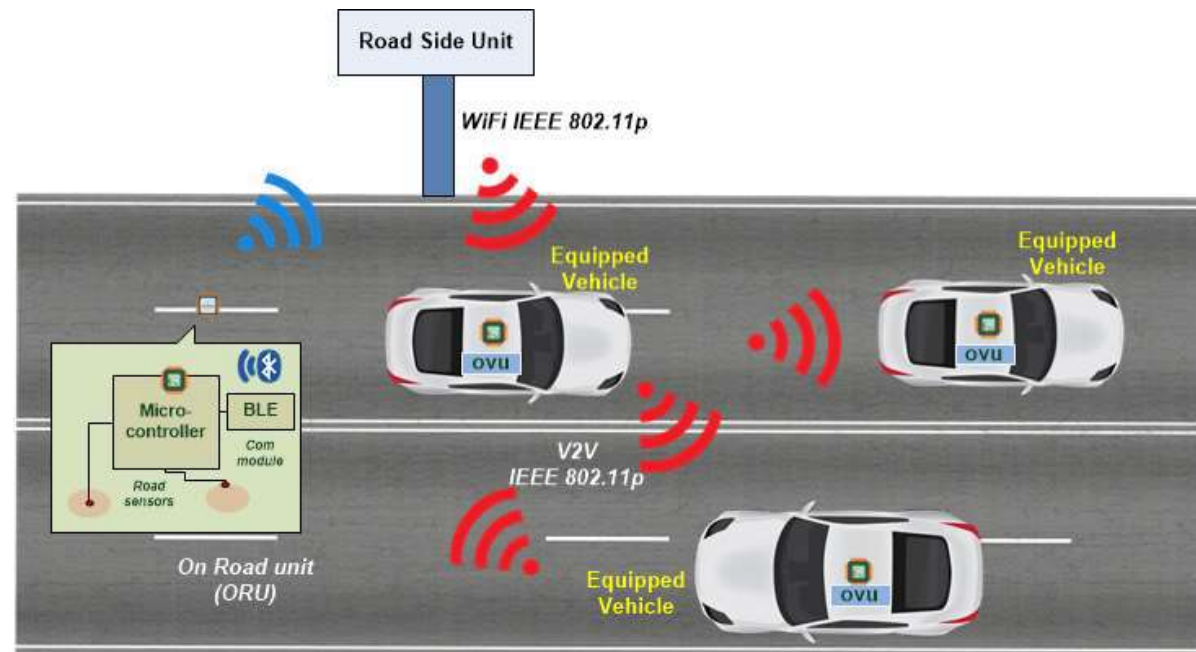 Road Side Unit
WiFi IEEE 802.11p
Equipped
Vehicle
Equipped
Vehicle
ovu
ovu
Micro-
controller
BLE
Com
module
Road
sensors
V2V
IEEE 802.11p
On Road unit
(ORU)
Equipped
Vehicle
ovu